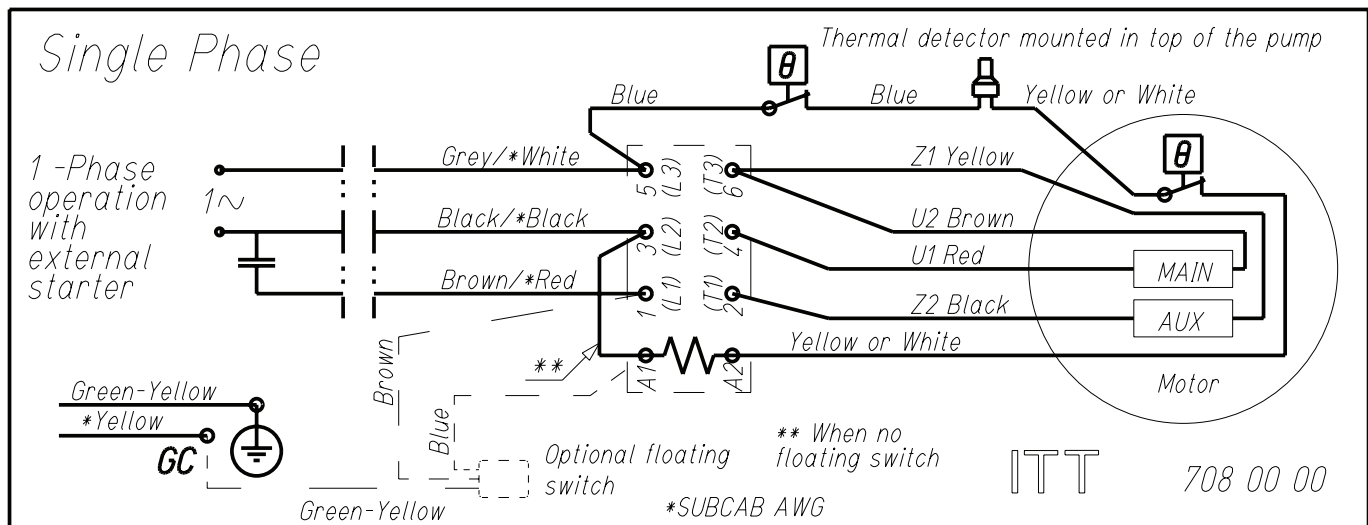 Single Phase
Thermal detector mounted in top of the pump
θ
Blue
Blue
Yellow or White
1 -Phase
operation
with
external
starter
1~
Grey/*White
Black/*Black
Brown/*Red
5 (L3)
3 (L2)
1 (L1)
(T3) 6
(T2) 4
(T1) 2
Z1 Yellow
U2 Brown
U1 Red
Z2 Black
Yellow or White
θ
MAIN
AUX
Motor
A1
A2
**
Brown
Blue
Green-Yellow
*Yellow
GC
Green-Yellow
Optional floating
switch
** When no
floating switch
*SUBCAB AWG
ITT
708 00 00